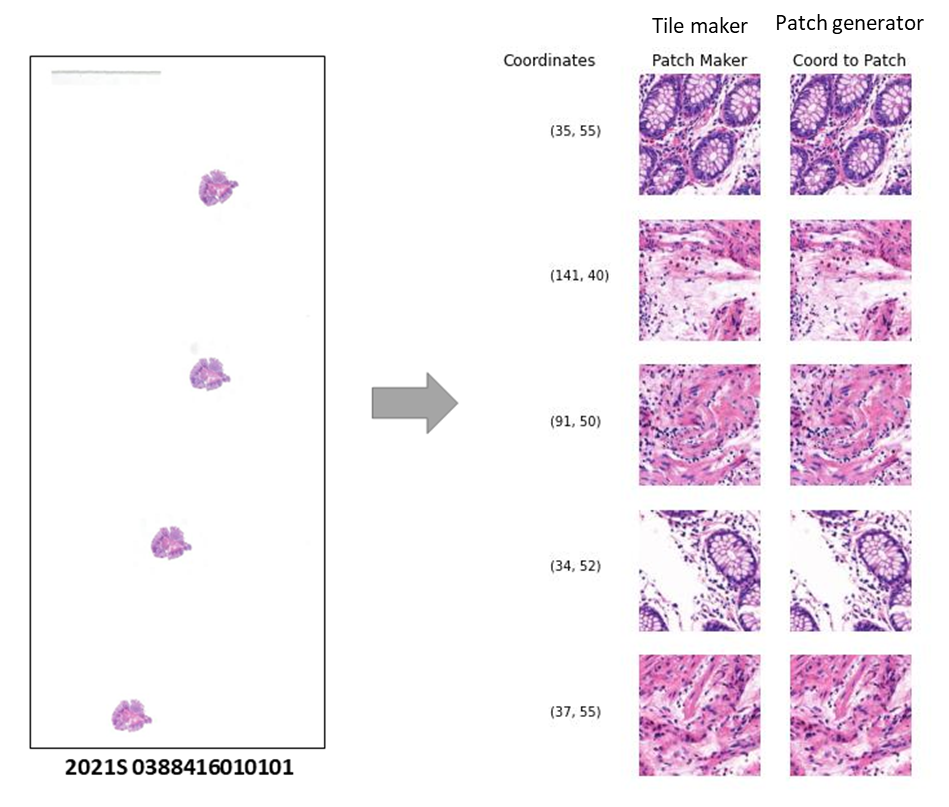 Tile maker Patch generator
Coordinates Patch Maker Coord to Patch
(35, 55)
(141, 40)
(91, 50)
(34, 52)
(37, 55)
2021S 0388416010101